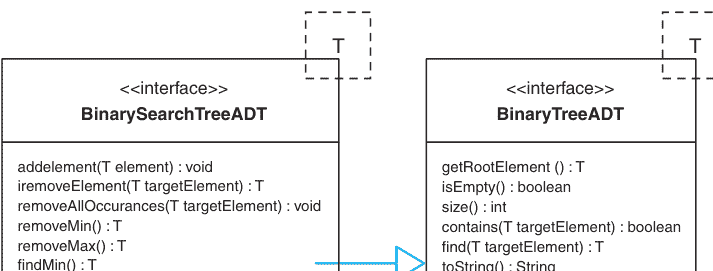 T
<<interface>>
BinarySearchTreeADT
addelement(T element) : void
iremoveElement(T targetElement) : T
removeAllOccurances(T targetElement) : void
removeMin() : T
removeMax() : T
findMin() : T
T
<<interface>>
BinaryTreeADT
getRootElement () : T
isEmpty() : boolean
size() : int
contains(T targetElement) : boolean
find(T targetElement) : T
toString() : String